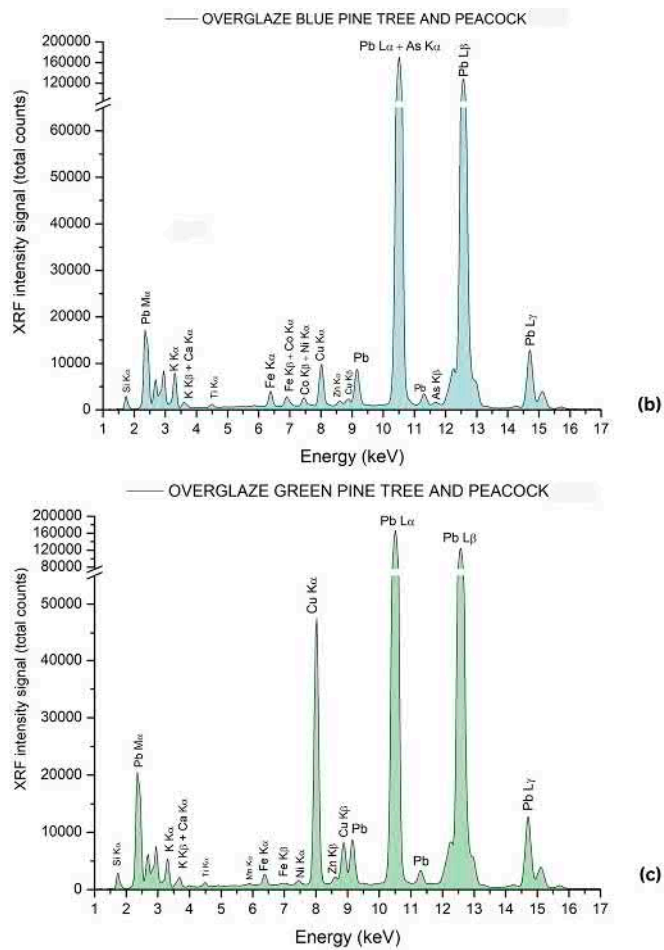 OVERGLAZE BLUE PINE TREE AND PEACOCK
XRF intensity signal (total counts)
200000
160000
120000
60000
50000
40000
30000
20000
10000
0
Si Kα
Pb Mα
K Kα
K Kβ + Ca Kα
Ti Kα
Fe Kα
Fe Kβ + Co Kα
Co Kβ - Ni Kα
Cu Kα
Zn Kα
Cu Kβ
Pb
Pb Lα + As Kα
Pb
As Kβ
Pb Lβ
Pb Lγ
1 2 3 4 5 6 7 8 9 10 11 12 13 14 15 16 17
Energy (keV)
(b)
OVERGLAZE GREEN PINE TREE AND PEACOCK
XRF intensity signal (total counts)
200000
160000
120000
80000
50000
40000
30000
20000
10000
0
Si Kα
Pb Mα
K Kα
K Kβ + Ca Kα
Ti Kα
Mn Kα
Fe Kα
Fe Kβ
Ni Kα
Cu Kα
Zn Kβ
Cu Kβ
Pb
Pb Lα
Pb
Pb Lβ
Pb Lγ
1 2 3 4 5 6 7 8 9 10 11 12 13 14 15 16 17
Energy (keV)
(c)